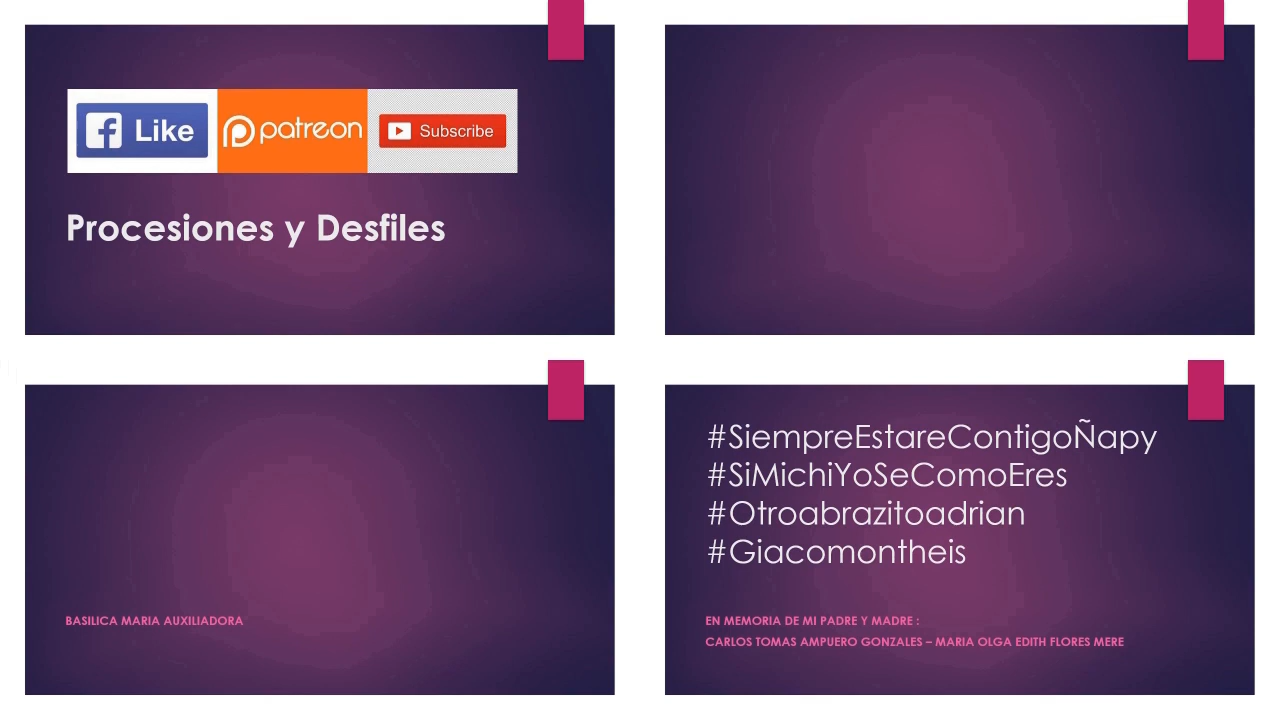 Like
patreon
Subscribe
Procesiones y Desfiles
BASILICA MARIA AUXILIADORA
#SiempreEstareContigoÑapy
#SiMichiYoSeComoEres
#Otroabrazitoadrian
#Giacomontheis
EN MEMORIA DE MI PADRE Y MADRE :
CARLOS TOMAS AMPUERO GONZALES – MARIA OLGA EDITH FLORES MERE